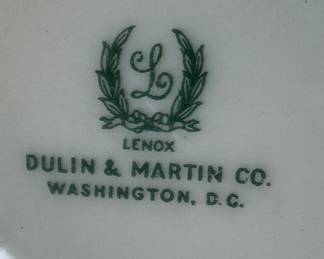 L
LENOX
DULIN & MARTIN CO.
WASHINGTON, D.C.